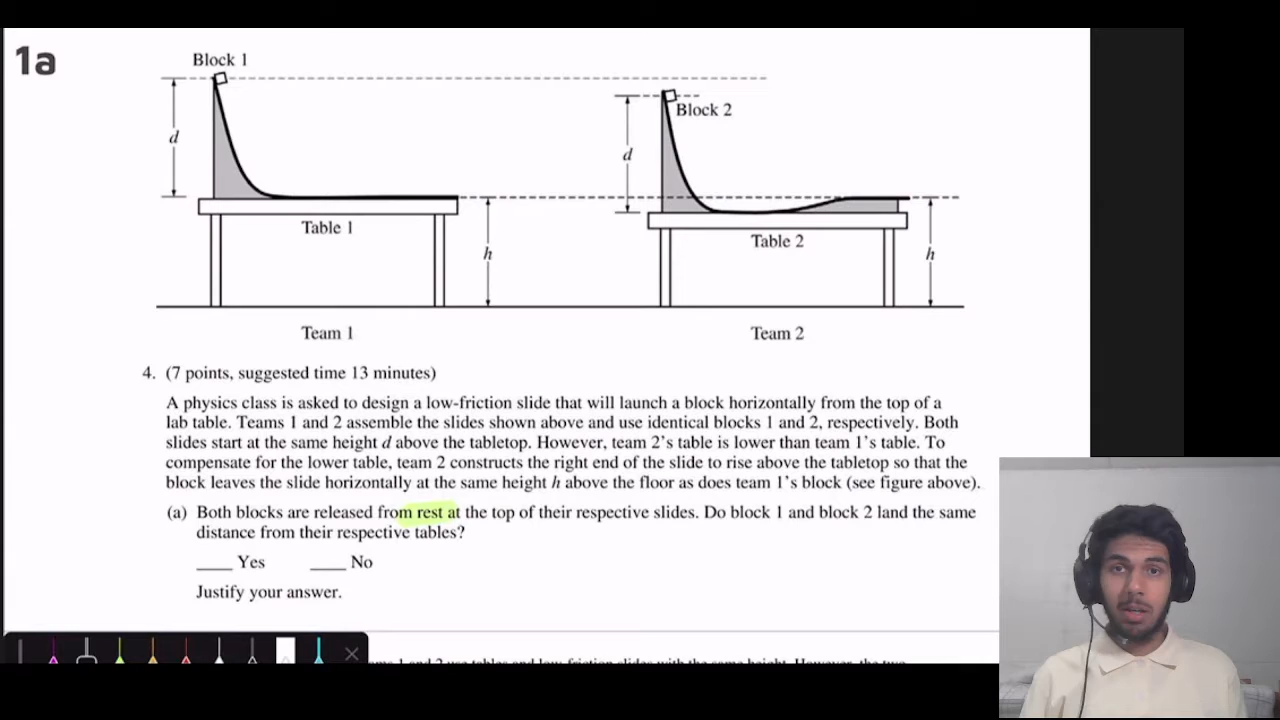 1a
Block 1
Block 2
d
d
Table 1
Table 2
h
h
Team 1
Team 2
4. (7 points, suggested time 13 minutes)
A physics class is asked to design a low-friction slide that will launch a block horizontally from the top of a
lab table. Teams 1 and 2 assemble the slides shown above and use identical blocks 1 and 2, respectively. Both
slides start at the same height d above the tabletop. However, team 2's table is lower than team 1's table. To
compensate for the lower table, team 2 constructs the right end of the slide to rise above the tabletop so that the
block leaves the slide horizontally at the same height h above the floor as does team 1's block (see figure above).
(a) Both blocks are released from rest at the top of their respective slides. Do block 1 and block 2 land the same
distance from their respective tables?
____ Yes ____ No
Justify your answer.